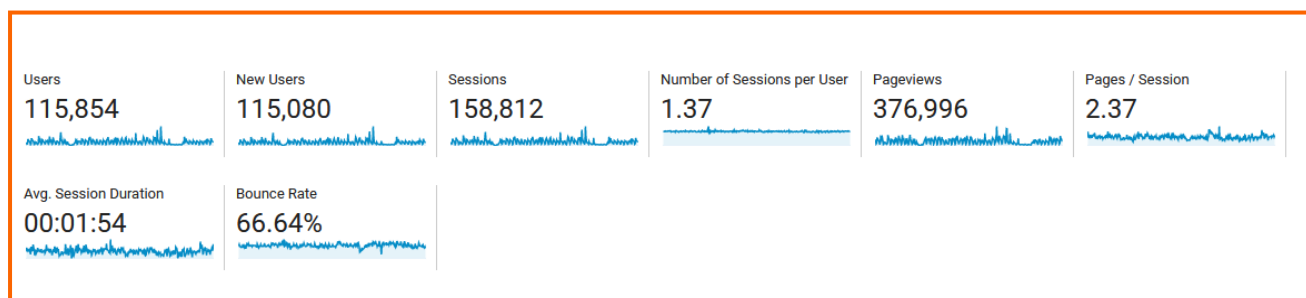 Users
115,854
New Users
115,080
Sessions
158,812
Number of Sessions per User
1.37
Pageviews
376,996
Pages / Session
2.37
Avg. Session Duration
00:01:54
Bounce Rate
66.64%